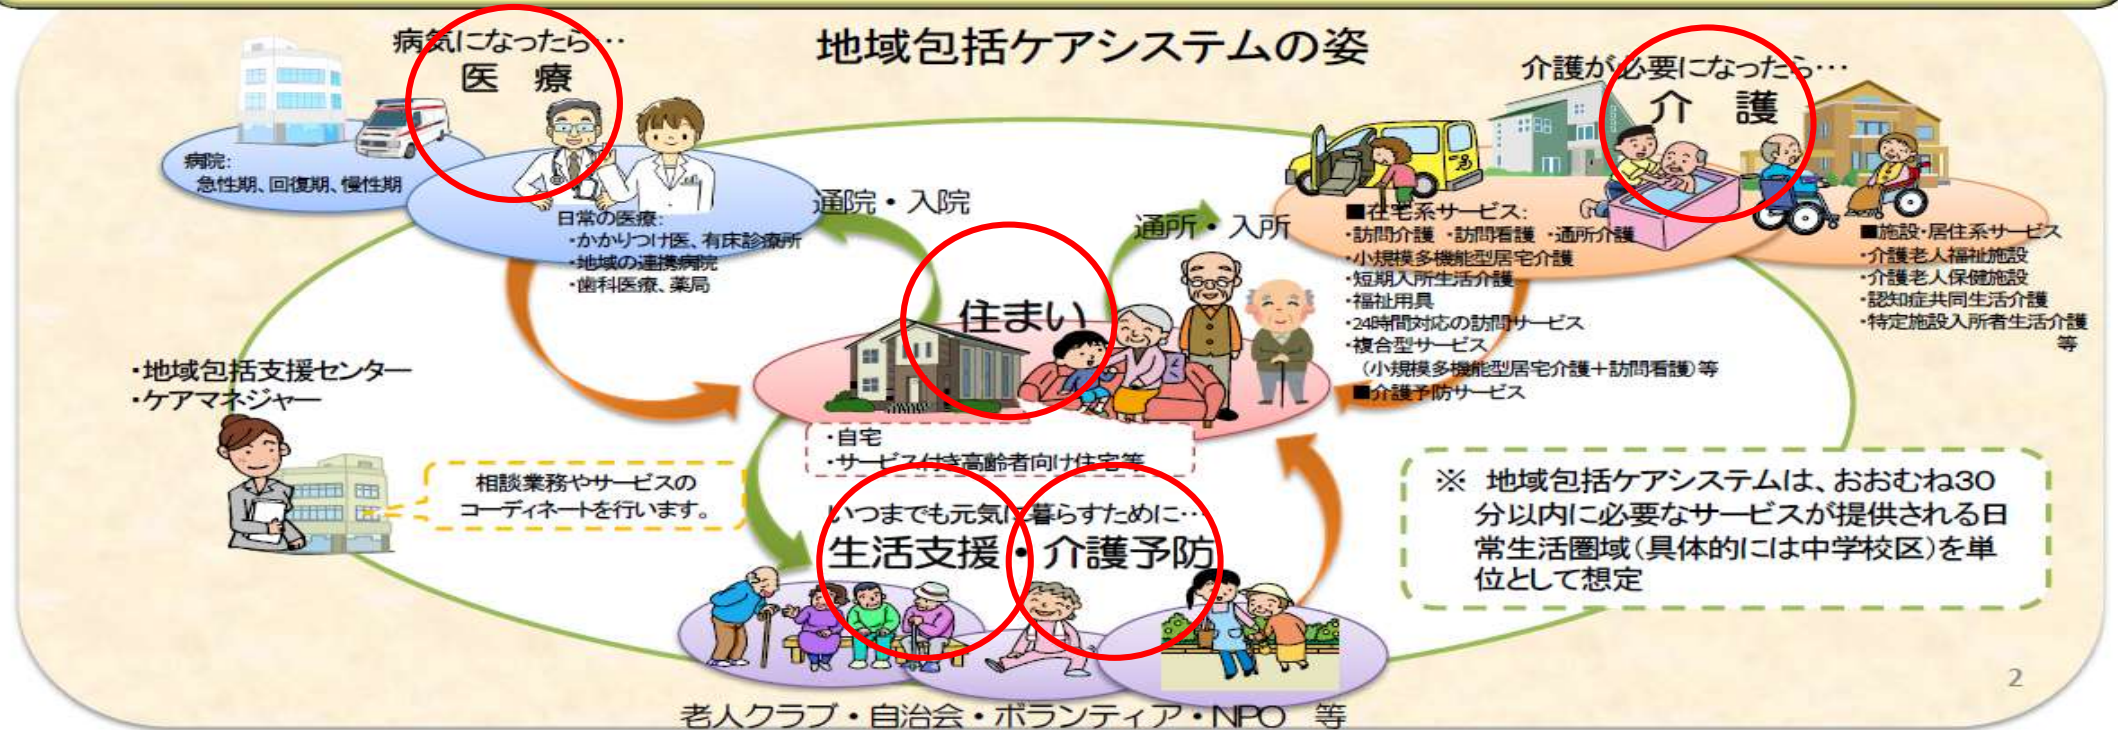 地域包括ケアシステムの姿
病気になったら…
医 療
病院:
急性期、回復期、慢性期
日常の医療:
・かかりつけ医、有床診療所
・地域の連携病院
・歯科医療、薬局
通院・入院
通所・入所
介護が必要になったら…
介 護
■在宅系サービス:
・訪問介護 ・訪問看護 ・通所介護
・小規模多機能型居宅介護
・短期入所生活介護
・福祉用具
・24時間対応の訪問サービス
・複合型サービス
(小規模多機能型居宅介護+訪問看護)等
■介護予防サービス
■施設・居住系サービス
・介護老人福祉施設
・介護老人保健施設
・認知症共同生活介護
・特定施設入所者生活介護
等
住まい
・自宅
・サービス付き高齢者向け住宅等
・地域包括支援センター
・ケアマネジャー
相談業務やサービスの
コーディネートを行います。
いつまでも元気に暮らすために…
生活支援・介護予防
老人クラブ・自治会・ボランティア・NPO 等
※ 地域包括ケアシステムは、おおむね30
分以内に必要なサービスが提供される日
常生活圏域(具体的には中学校区)を単
位として想定
2